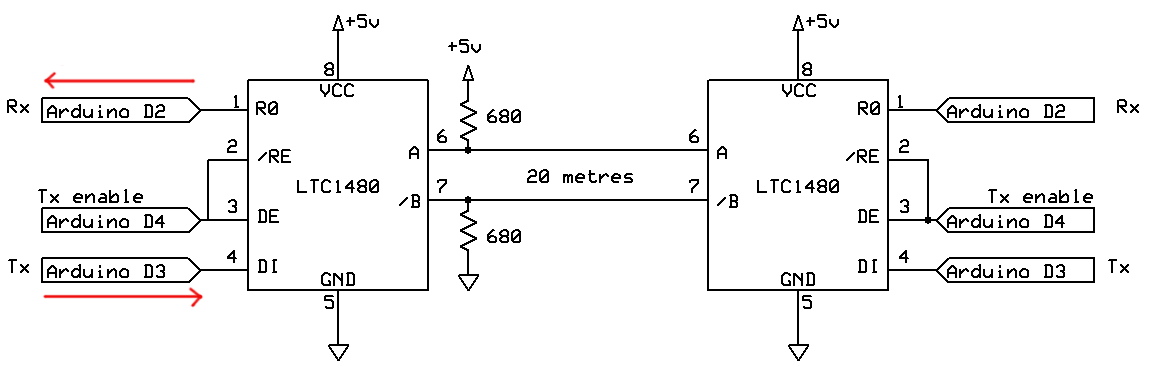 +5v
+5v
+5v
8
8
VCC
VCC
Rx
Arduino D2
1
RO
680
RO
1
Arduino D2
Rx
6
6
A
A
2
/RE
/RE
2
20 metres
LTC1480
LTC1480
7
7
Tx enable
Tx enable
/B
/B
Arduino D4
3
DE
DE
3
Arduino D4
680
Tx
Arduino D3
4
DI
DI
4
Arduino D3
Tx
GND
GND
5
5